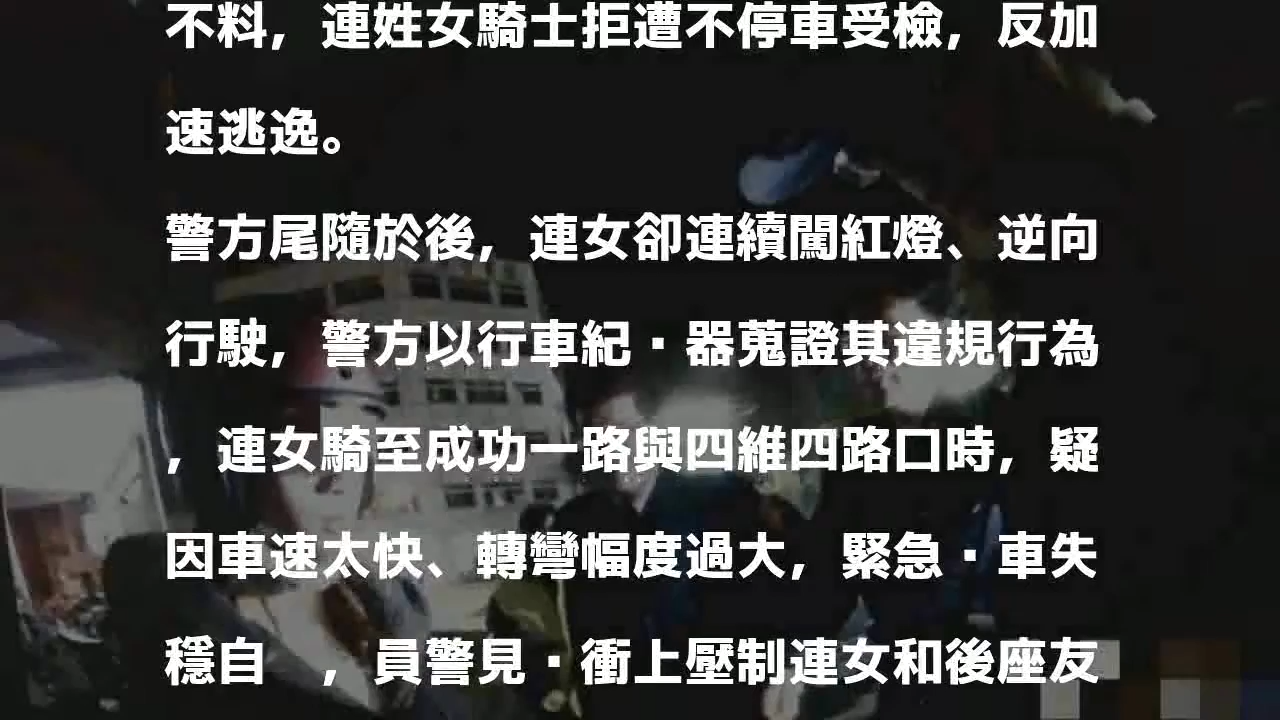 不料，連姓女騎士拒遭不停車受檢，反加
速逃逸。
警方尾隨於後，連女卻連續闖紅燈、逆向
行駛，警方以行車紀▪器蒐證其違規行為
，連女騎至成功一路與四維四路口時，疑
因車速太快、轉彎幅度過大，緊急▪車失
穩自　，員警見▪衝上壓制連女和後座友